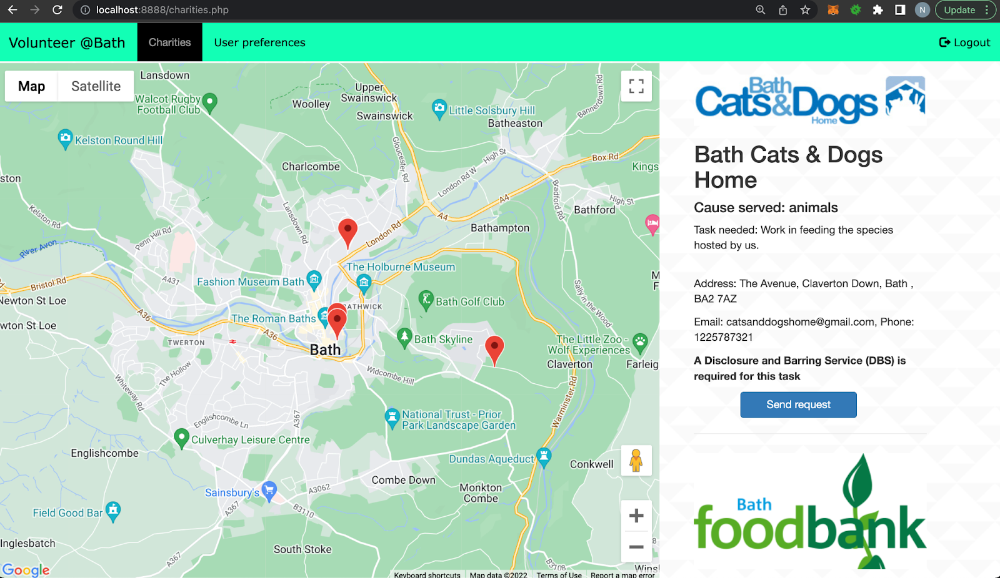 localhost:8888/charities.php
N
Update
Volunteer @Bath
Charities
User preferences
Logout
Map
Satellite
Lansdown
Walcot Rugby
Football Club
Upper
Swainswick
Woolley
Swainswick
Little Solsbury Hill
Batheaston
Bannerdown Rd
Kelston Round Hill
Gloucester Rd
High St
Box Rd
Charlcombe
Kings
ston
London Rd W
Bradford Rd
Kelston Rd
Lansdown Rd
A4
High St
Bathford
A4
Bathampton
Penn Hill Rd
London Rd
River Avon
The Holburne Museum
A431
Fashion Museum Bath
Bristol Rd
M
F
Sally in the Wood
Newton St Loe
Bath Golf Club
ATHWICK
A36
The Roman Baths
wton St Loe
A36
TWERTON
Bath Skyline
The Little Zoo -
Wolf Experiences
Bath
Claverton
Farleig
The Hollow
Widcombe Hill
Whiteway Rd
Warminster Rd
Englishcombe Ln
A367
National Trust - Prior
Park Landscape Garden
Culverhay Leisure Centre
Englishcombe
Dundas Aqueduct
Conkwell
Combe Down
A3062
Monkton
Combe
Sainsbury's
A367
B3110
Field Good Bar
Inglesbatch
South Stoke
A367
B3108
.8
Winsl
Google
Keyboard shortcuts
Map data ©2022
Terms of Use
Report a map error
Bath
Cats&Dogs
Home
Bath Cats & Dogs
Home
Cause served: animals
Task needed: Work in feeding the species
hosted by us.
Address: The Avenue, Claverton Down, Bath ,
BA2 7AZ
Email: catsanddogshome@gmail.com, Phone:
1225787321
A Disclosure and Barring Service (DBS) is
required for this task
Send request
Bath
foodbank